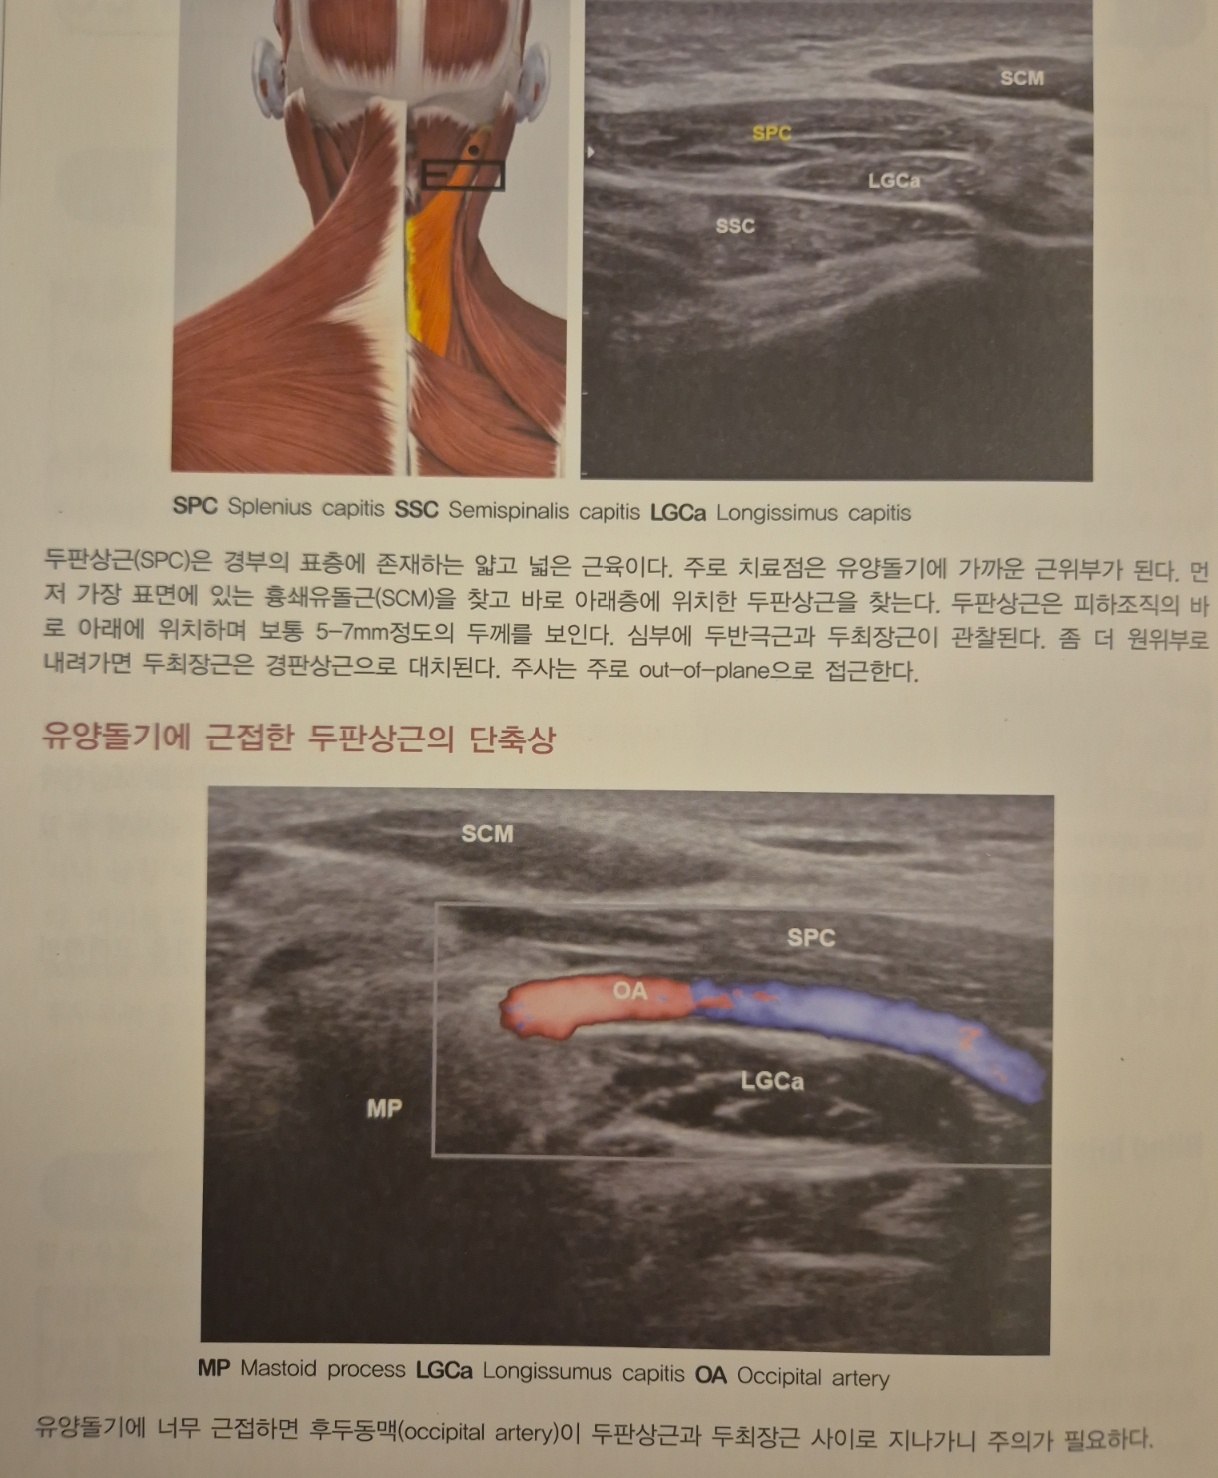 SCM
SPC
LGCa
SSC
SPC Splenius capitis SSC Semispinalis capitis LGCa Longissimus capitis
두판상근(SPC)은 경부의 표층에 존재하는 얇고 넓은 근육이다. 주로 치료점은 유양돌기에 가까운 근위부가 된다. 먼
저 가장 표면에 있는 흉쇄유돌근(SCM)을 찾고 바로 아래층에 위치한 두판상근을 찾는다. 두판상근은 피하조직의 바
로 아래에 위치하며 보통 5-7mm정도의 두께를 보인다. 심부에 두반극근과 두최장근이 관찰된다. 좀 더 원위부로
내려가면 두최장근은 경판상근으로 대치된다. 주사는 주로 out-of-plane으로 접근한다.
유양돌기에 근접한 두판상근의 단축상
SCM
SPC
OA
LGCa
MP
MP Mastoid process LGCa Longissumus capitis OA Occipital artery
유양돌기에 너무 근접하면 후두동맥(occipital artery)이 두판상근과 두최장근 사이로 지나가니 주의가 필요하다.